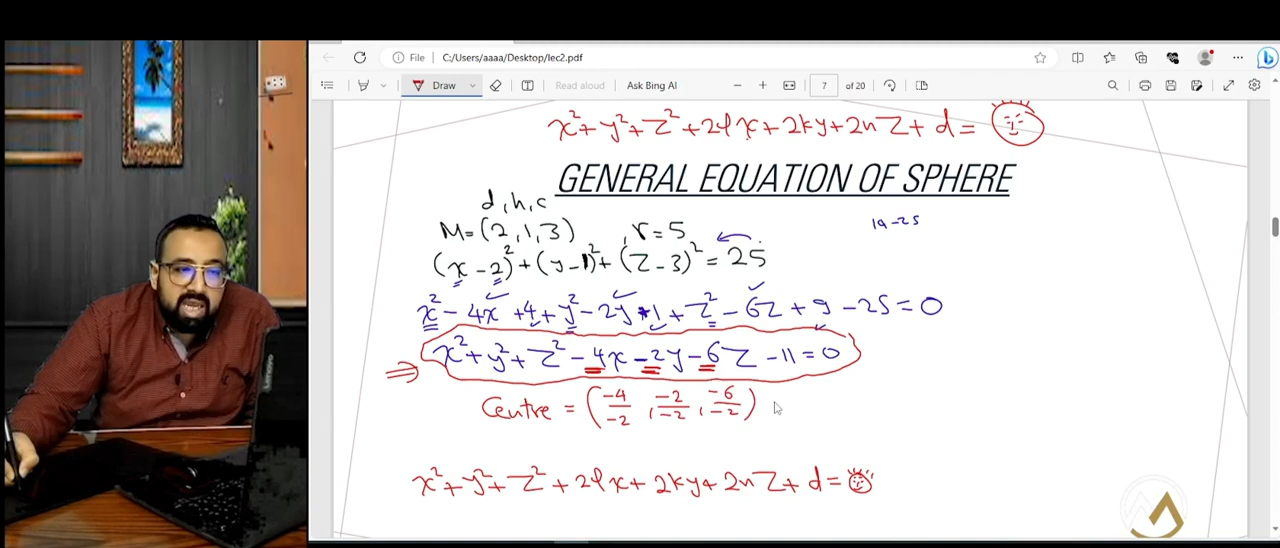 File C:/Users/aaaa/Desktop/lec2.pdf
Draw Read aloud Ask Bing AI 7 of 20
x²+y²+z²+2lx+2ky+2nz+d=
GENERAL EQUATION OF SPHERE
d,h,c
M=(2,1,3) , r=5
19-25
(x-2)²+(y-1)²+(z-3)²=25
x²-4x+4+y²-2y+1+z²-6z+9-25=0
⇒ x²+y²+z²-4x-2y-6z-11=0
Centre = (-4/-2, -2/-2, -6/-2)
x²+y²+z²+2lx+2ky+2nz+d=